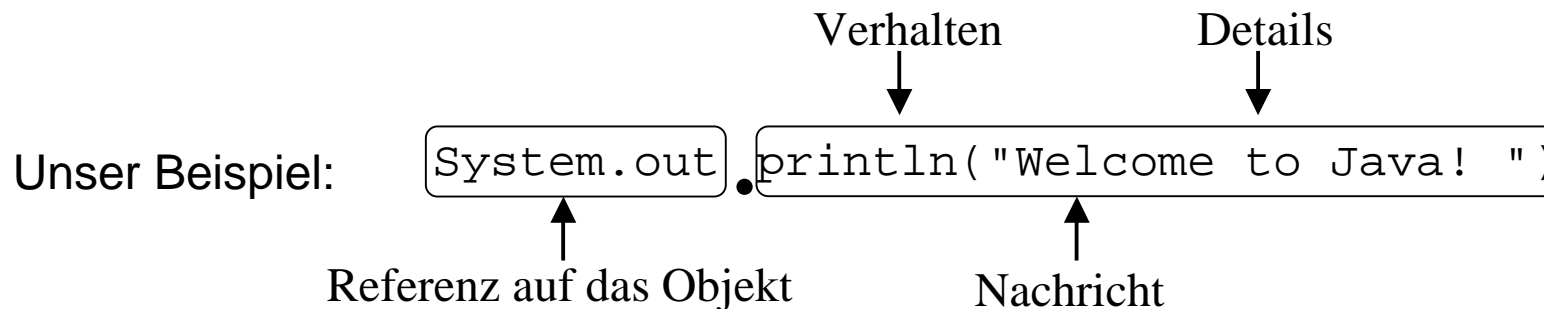 Verhalten Details
Unser Beispiel: System.out.println("Welcome to Java! ")
Referenz auf das Objekt Nachricht